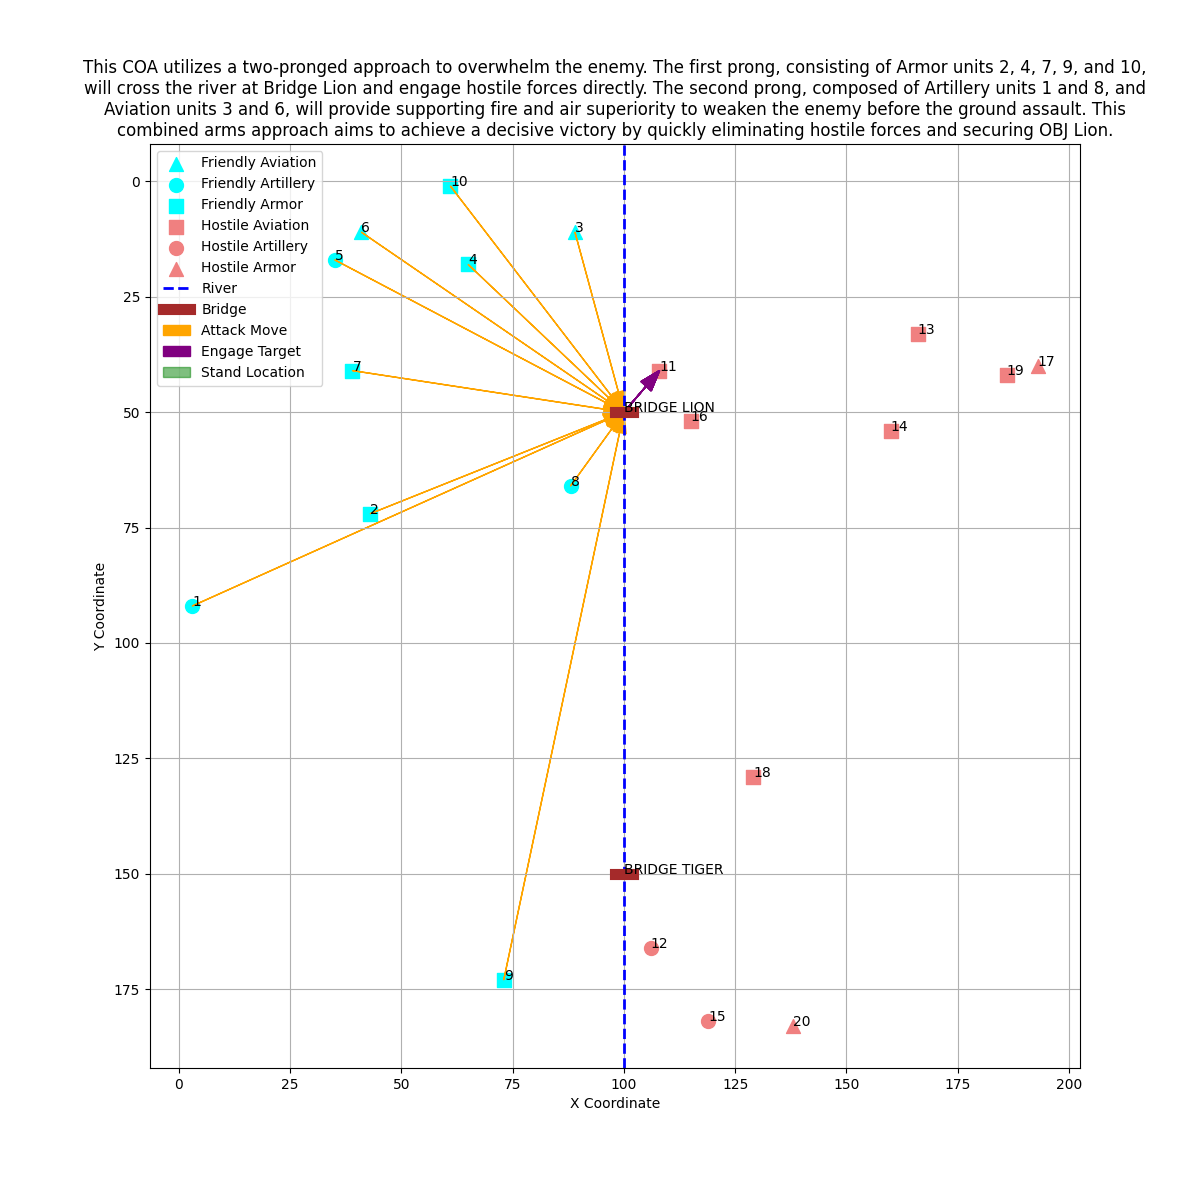 This COA utilizes a two-pronged approach to overwhelm the enemy. The first prong, consisting of Armor units 2, 4, 7, 9, and 10,
will cross the river at Bridge Lion and engage hostile forces directly. The second prong, composed of Artillery units 1 and 8, and
Aviation units 3 and 6, will provide supporting fire and air superiority to weaken the enemy before the ground assault. This
combined arms approach aims to achieve a decisive victory by quickly eliminating hostile forces and securing OBJ Lion.
Friendly Aviation
Friendly Artillery
Friendly Armor
Hostile Aviation
Hostile Artillery
Hostile Armor
River
Bridge
Attack Move
Engage Target
Stand Location
10
6
3
5
4
13
17
7
11
19
BRIDGE LION
16
14
8
2
1
18
BRIDGE TIGER
12
9
15
20
0
25
50
75
100
125
150
175
Y Coordinate
0
25
50
75
100
125
150
175
200
X Coordinate